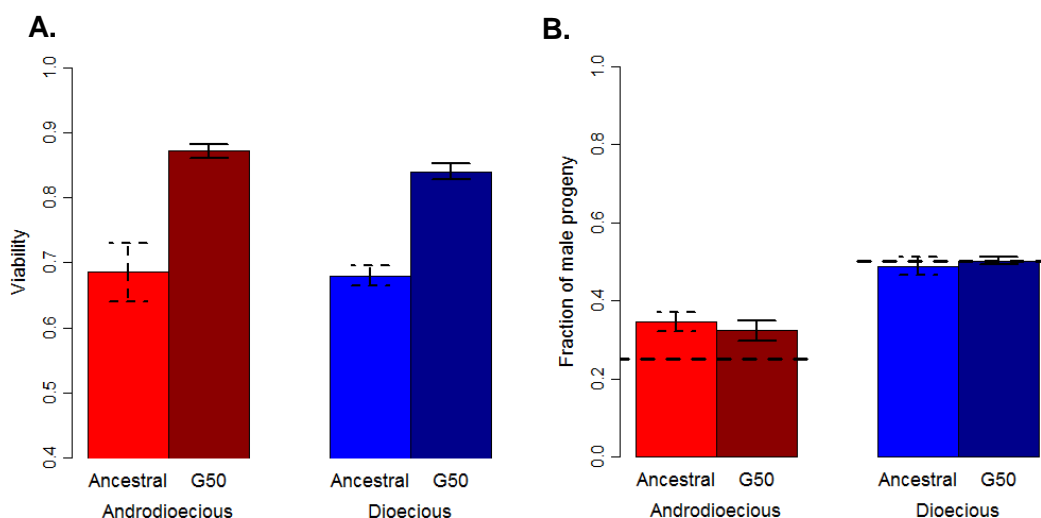 A.
Viability
1.0
0.9
0.8
0.7
0.6
0.5
0.4
Ancestral G50
Ancestral G50
Androdioecious
Dioecious
B.
Fraction of male progeny
1.0
0.8
0.6
0.4
0.2
0.0
Ancestral G50
Ancestral G50
Androdioecious
Dioecious